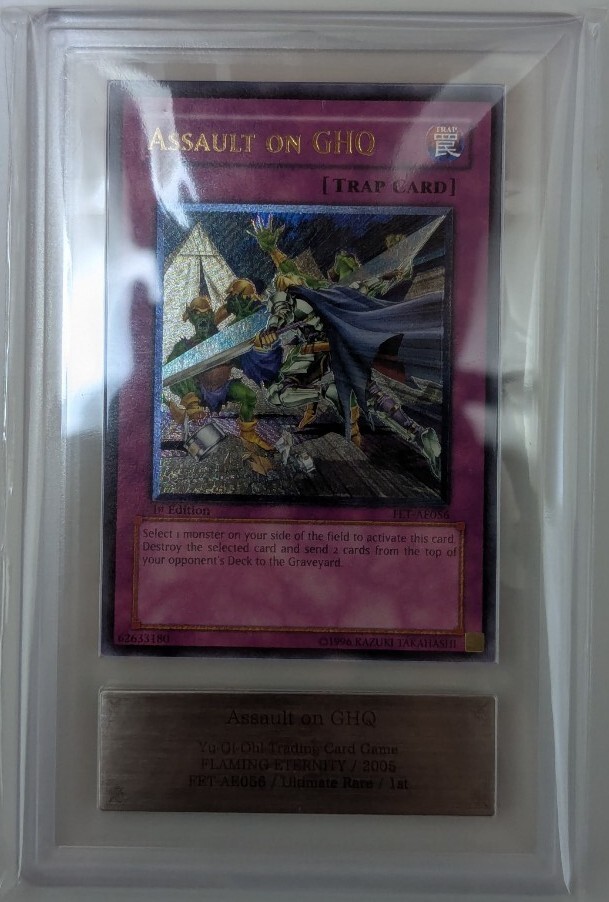 ASSAULT ON GHQ
TRAP
罠
[TRAP CARD]
1st Edition
FET-AE056
Select 1 monster on your side of the field to activate this card.
Destroy the selected card and send 2 cards from the top of
your opponent's Deck to the Graveyard.
62633180
©1996 KAZUKI TAKAHASHI
Assault on GHQ
Yu-Gi-Oh! Trading Card Game
FLAMING ETERNITY / 2005
FET-AE056 / Ultimate Rare / 1st